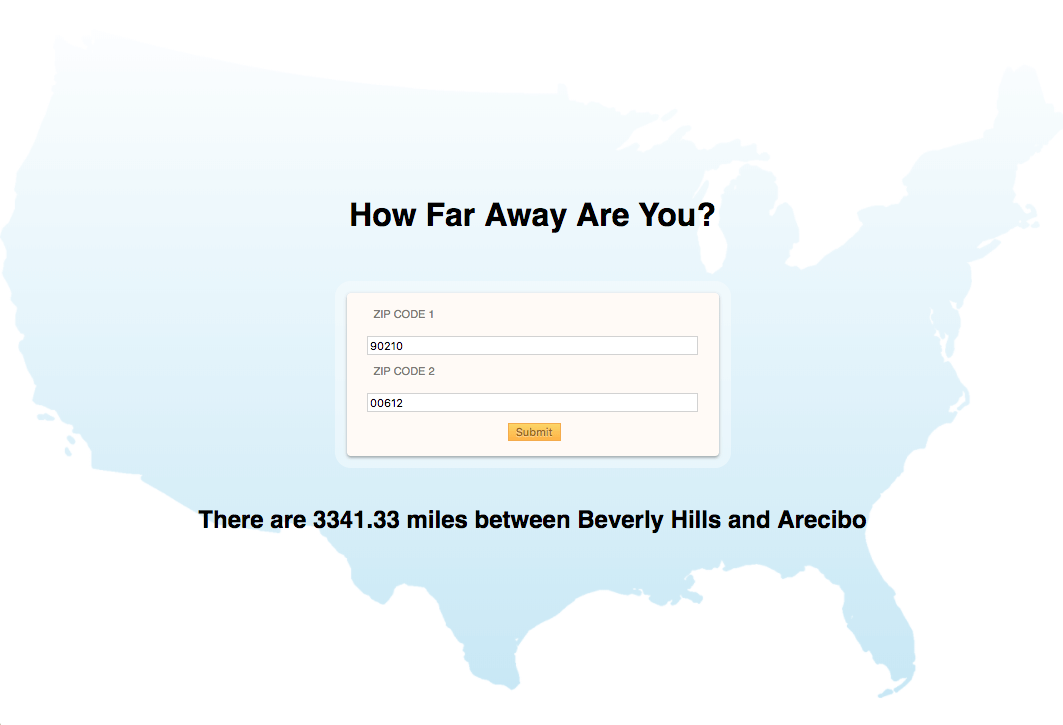 How Far Away Are You?
ZIP CODE 1
90210
ZIP CODE 2
00612
Submit
There are 3341.33 miles between Beverly Hills and Arecibo